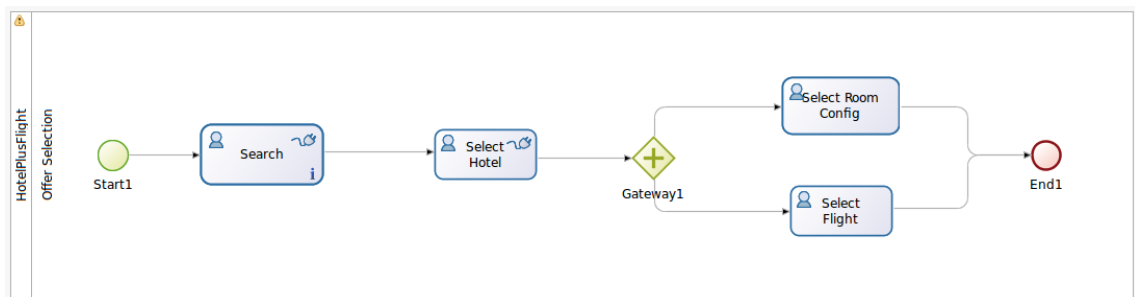 HotelPlusFlight
Offer Selection
Start1
Search
i
Select
Hotel
Gateway1
Select Room
Config
Select
Flight
End1